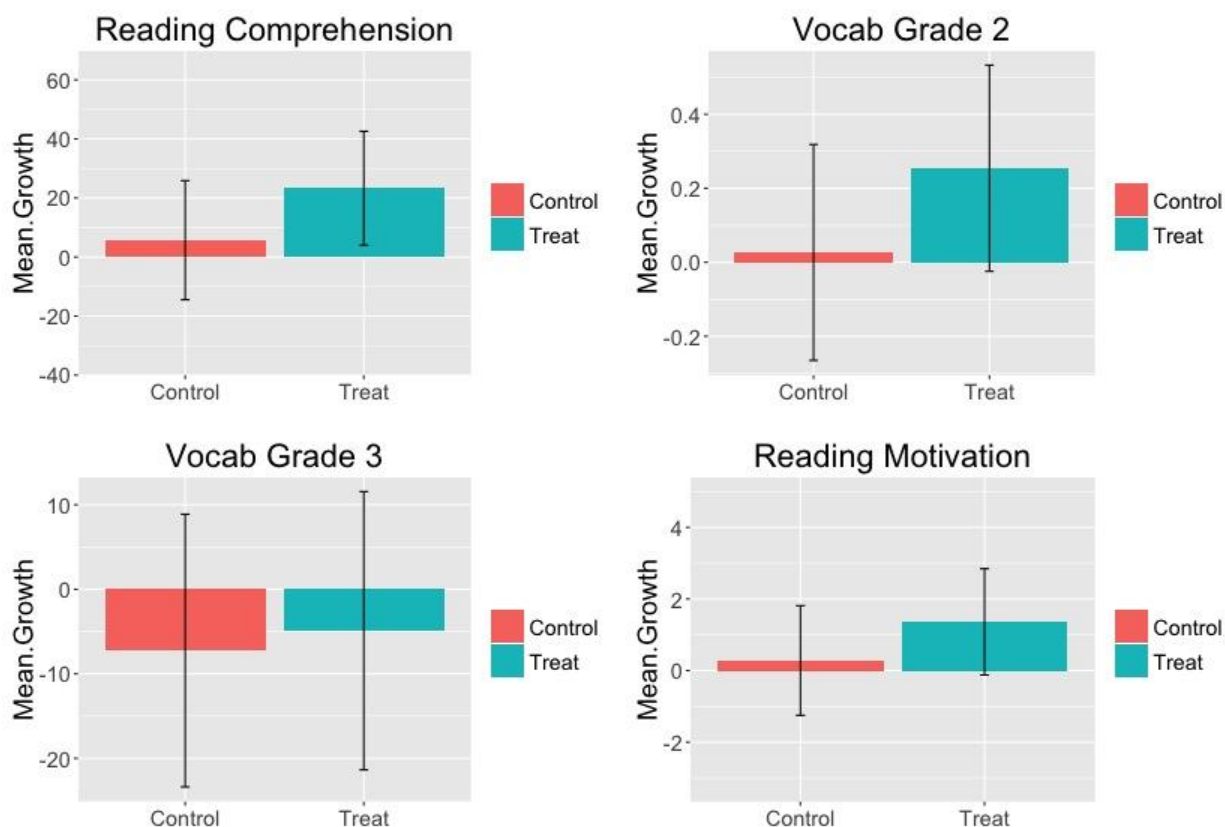 Reading Comprehension
Mean.Growth
60
40
20
0
-20
-40
Control
Treat
Control
Treat
Vocab Grade 2
Mean.Growth
0.4
0.2
0.0
-0.2
Control
Treat
Control
Treat
Vocab Grade 3
Mean.Growth
10
0
-10
-20
Control
Treat
Control
Treat
Reading Motivation
Mean.Growth
4
2
0
-2
Control
Treat
Control
Treat